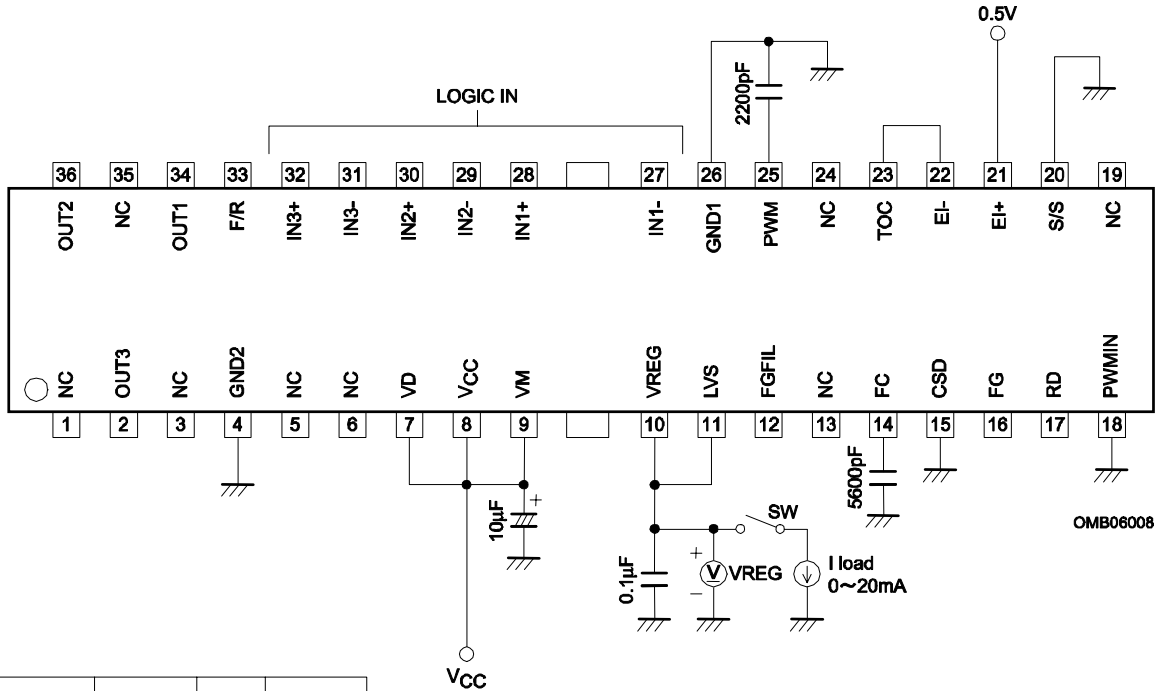 0.5V
LOGIC IN
2200pF
36 35 34 33 32 31 30 29 28 27 26 25 24 23 22 21 20 19
OUT2 NC OUT1 F/R IN3+ IN3- IN2+ IN2- IN1+ IN1- GND1 PWM NC TOC EI- EI+ S/S NC
NC OUT3 NC GND2 NC NC VD VCC VM VREG LVS FGFIL NC FC CSD FG RD PWMIN
1 2 3 4 5 6 7 8 9 10 11 12 13 14 15 16 17 18
10µF +
5600pF
SW
OMB06008
0.1µF
+
V VREG
−
I load
0～20mA
VCC